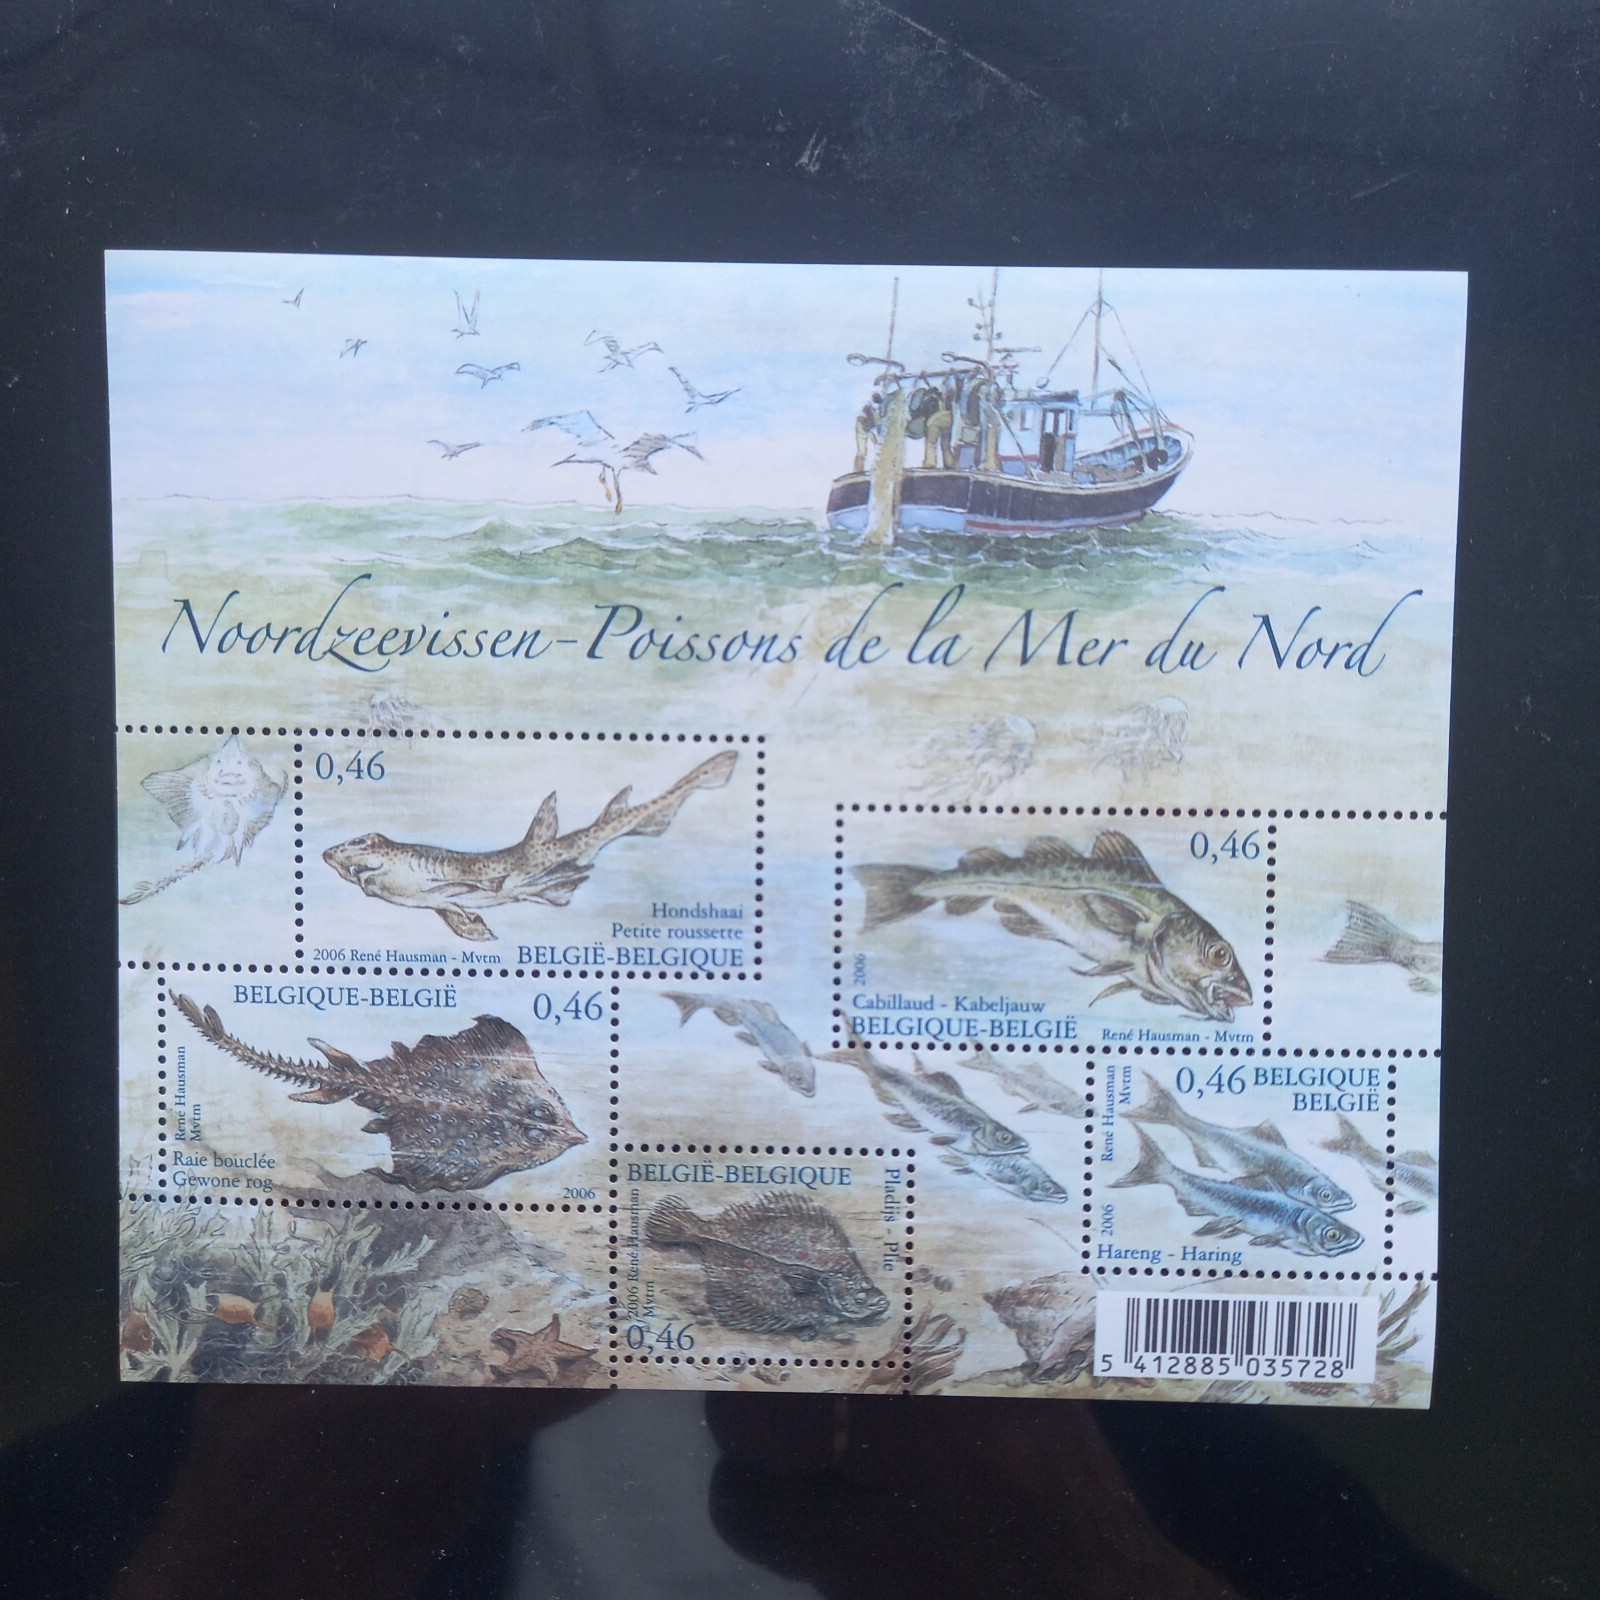 Noordzeevissen-Poissons de la Mer du Nord
0,46
Hondshaai
Petite roussette
2006 René Hausman - Mvtm BELGIË-BELGIQUE
0,46
2006
Cabillaud - Kabeljauw
BELGIQUE-BELGIË René Hausman - Mvtm
BELGIQUE-BELGIË 0,46
René Hausman
Mvtm
Raie bouclée
Gewone rog
2006
BELGIË-BELGIQUE
Pladijs - Plie
2006 René Hausman
Mvtm
0,46
0,46 BELGIQUE
BELGIË
René Hausman
Mvtm
2006
Hareng - Haring
5 412885 035728